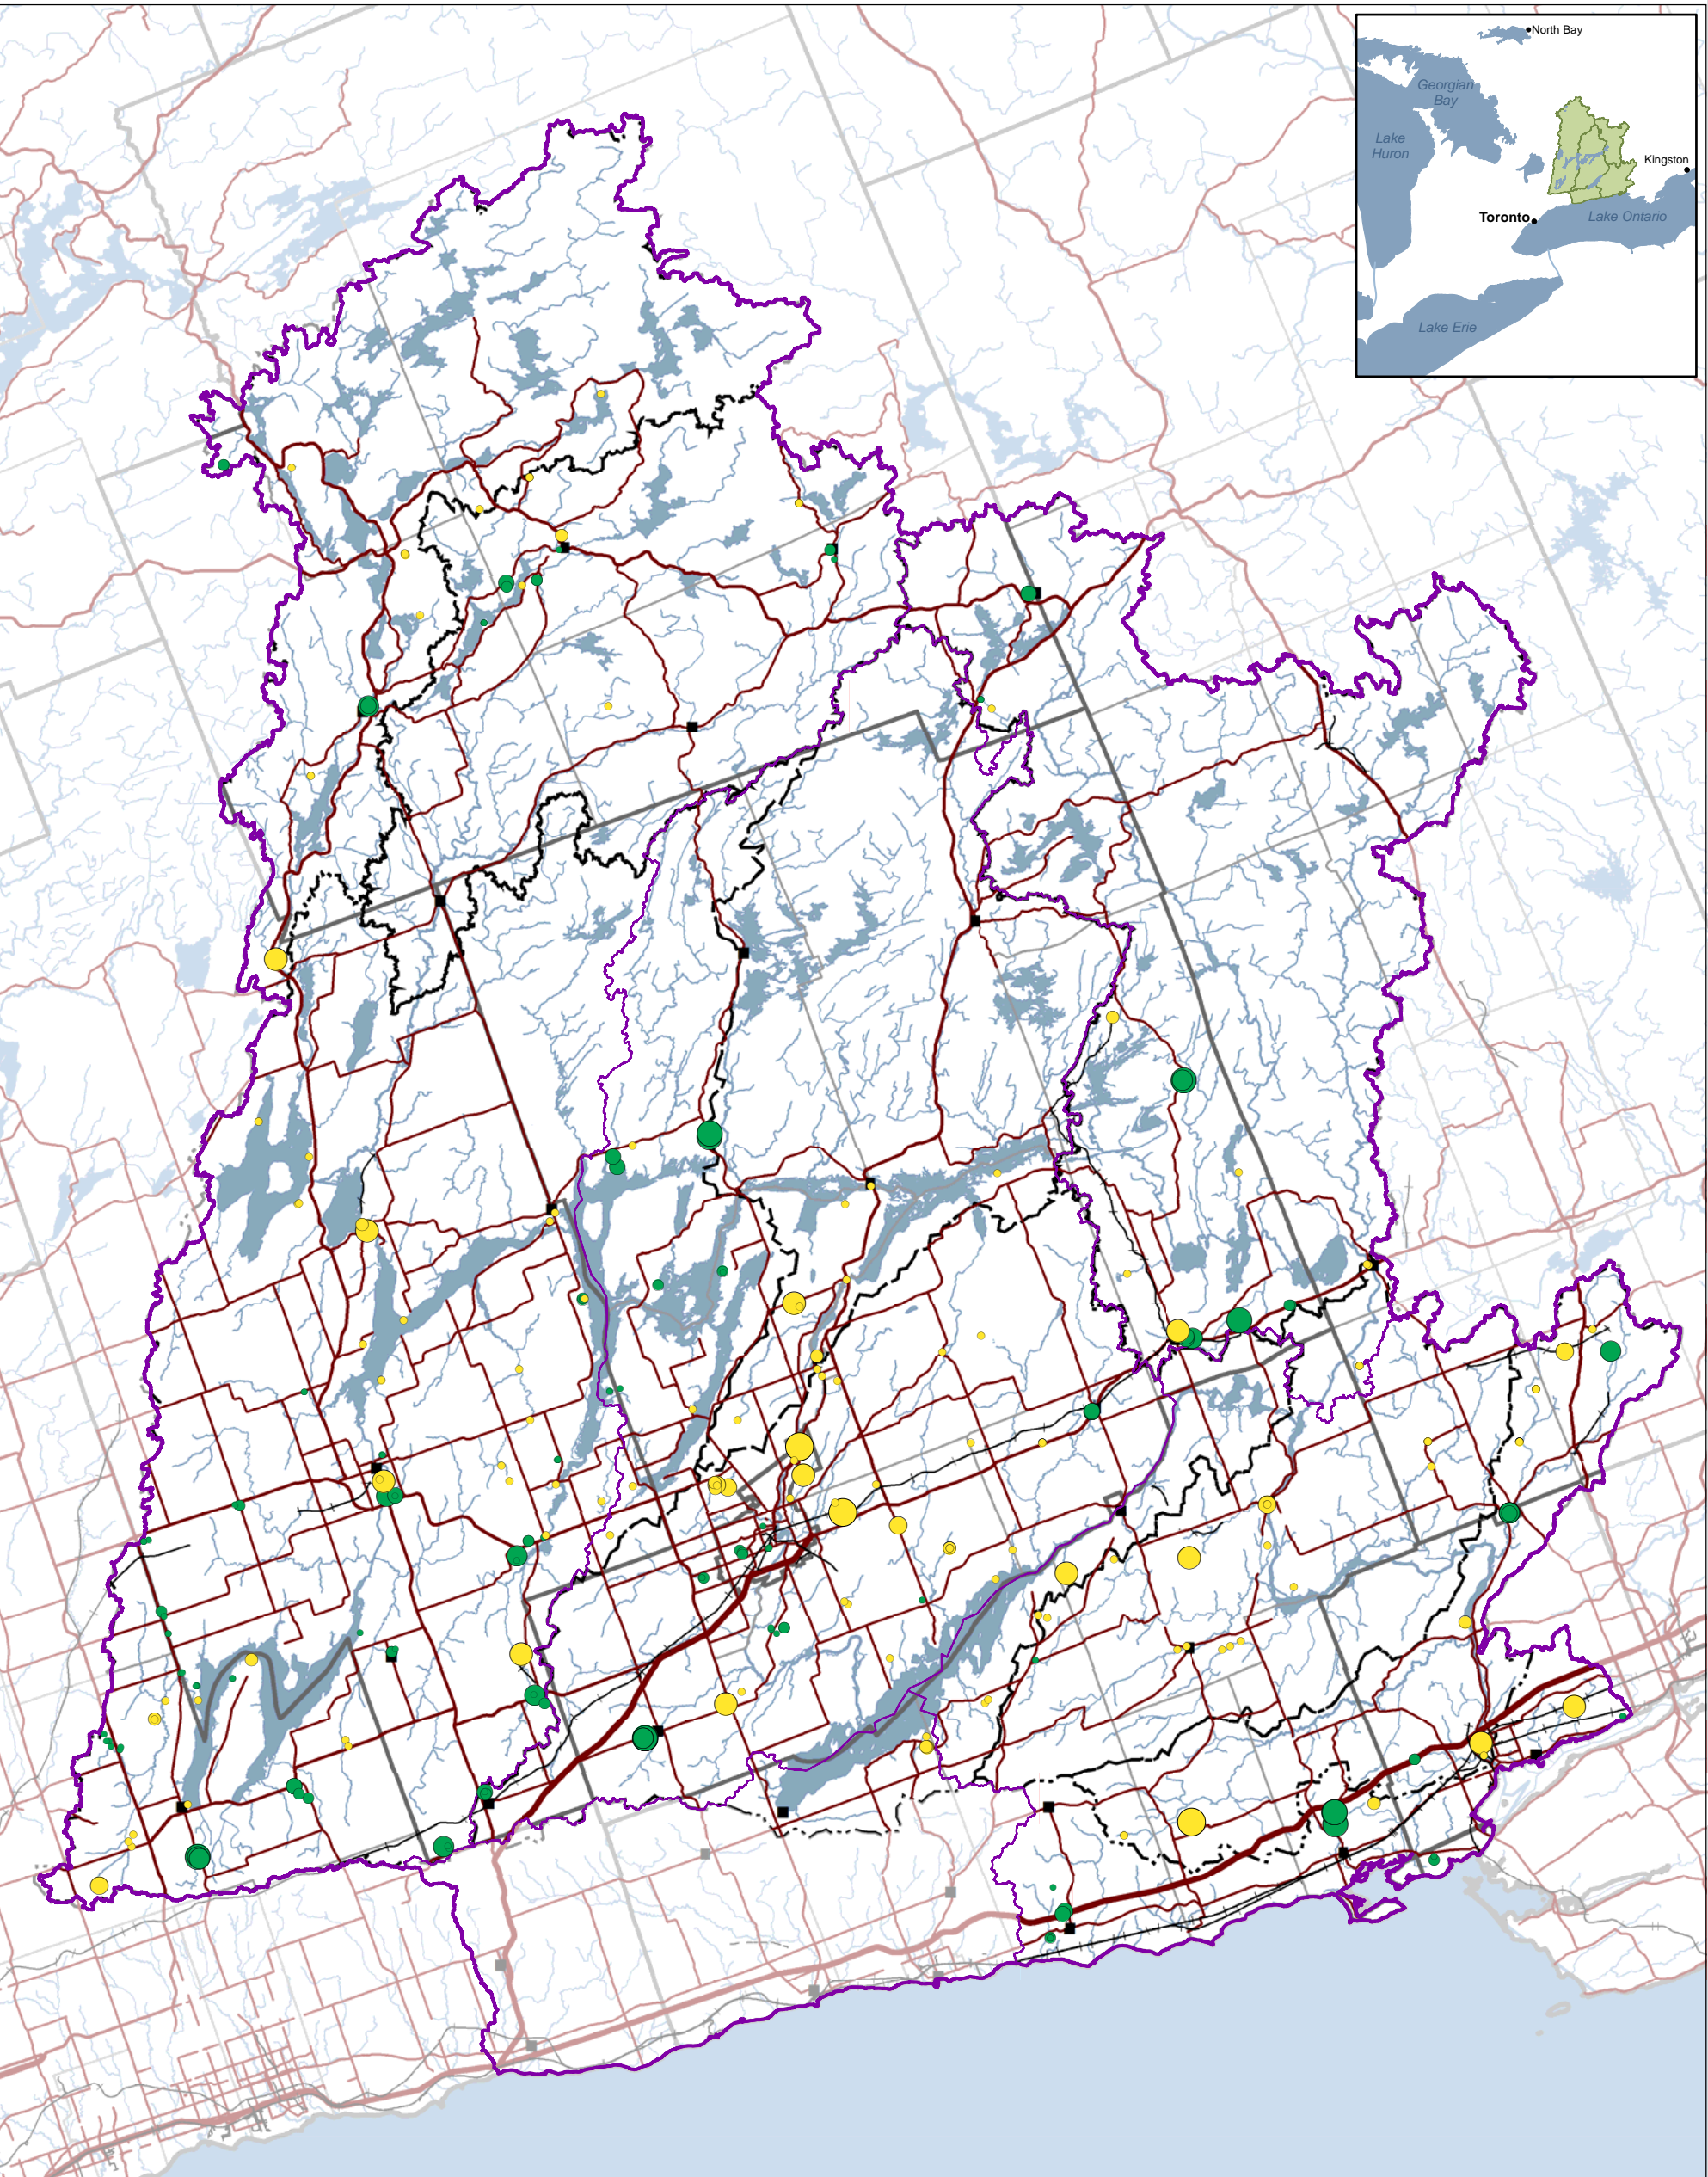 North Bay
Georgian
Bay
Lake
Huron
Kingston
Toronto
Lake Ontario
Lake Erie